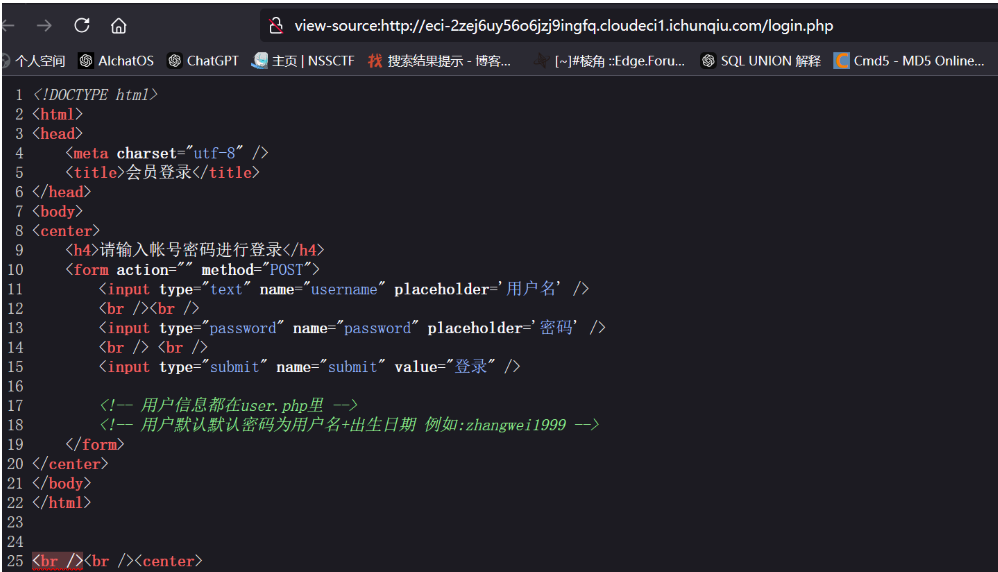 view-source:http://eci-2zej6uy56o6jzj9ingfq.cloudeci1.ichunqiu.com/login.php
个人空间 AIchatOS ChatGPT 主页 | NSSCTF 找 搜索结果提示 - 博客... [~]#棱角 ::Edge.Foru... SQL UNION 解释 Cmd5 - MD5 Online...
1 <!DOCTYPE html>
2 <html>
3 <head>
4 <meta charset="utf-8" />
5 <title>会员登录</title>
6 </head>
7 <body>
8 <center>
9 <h4>请输入帐号密码进行登录</h4>
10 <form action="" method="POST">
11 <input type="text" name="username" placeholder='用户名' />
12 <br /><br />
13 <input type="password" name="password" placeholder='密码' />
14 <br /> <br />
15 <input type="submit" name="submit" value="登录" />
16
17 <!-- 用户信息都在user.php里 -->
18 <!-- 用户默认默认密码为用户名+出生日期 例如:zhangwei1999 -->
19 </form>
20 </center>
21 </body>
22 </html>
23
24
25 <br /><br /><center>